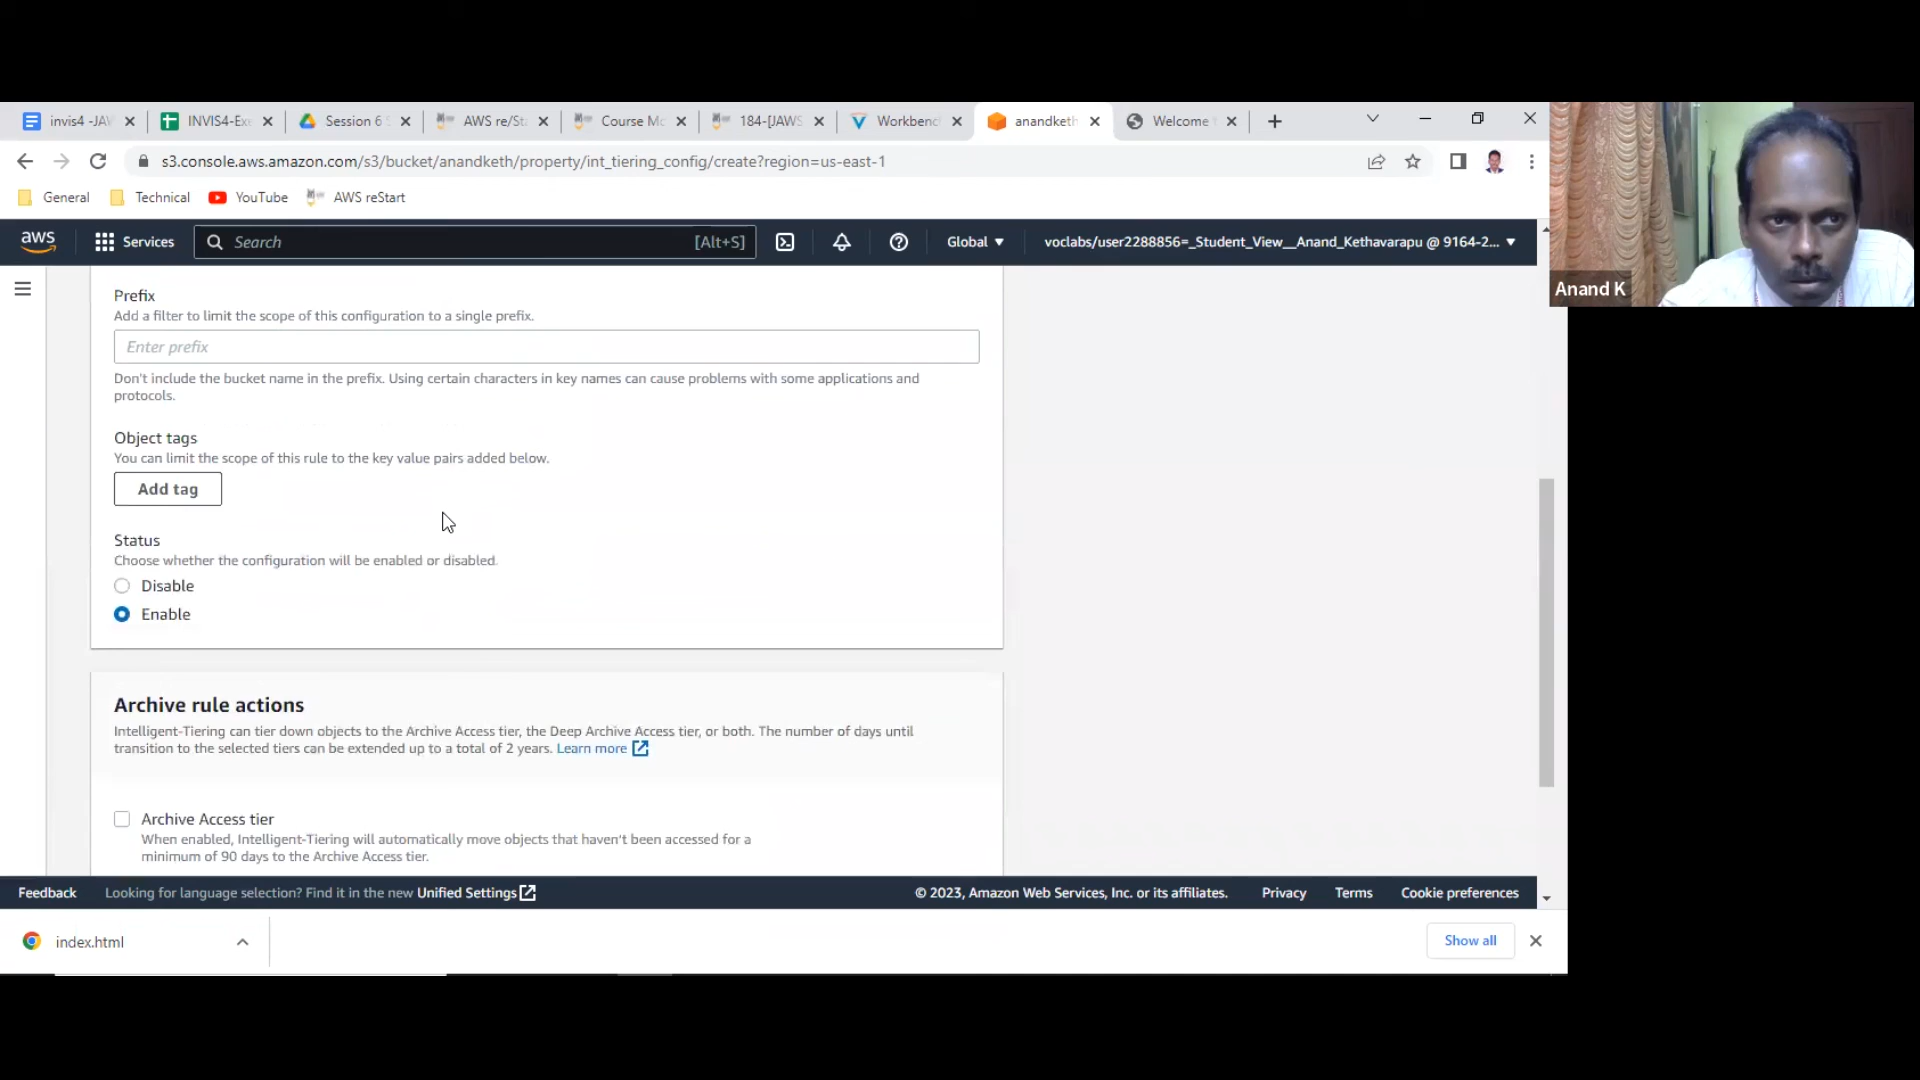 invis4 -JAV
INVIS4-Exe
Session 6 S
AWS re/Sta
Course Mo
184-[JAWS
Workbench
anandketh
Welcome t
s3.console.aws.amazon.com/s3/bucket/anandketh/property/int_tiering_config/create?region=us-east-1
General
Technical
YouTube
AWS reStart
aws
Services
Search
[Alt+S]
Global
voclabs/user2288856=_Student_View__Anand_Kethavarapu @ 9164-2...
Anand K
Prefix
Add a filter to limit the scope of this configuration to a single prefix.
Enter prefix
Don't include the bucket name in the prefix. Using certain characters in key names can cause problems with some applications and
protocols.
Object tags
You can limit the scope of this rule to the key value pairs added below.
Add tag
Status
Choose whether the configuration will be enabled or disabled.
Disable
Enable
Archive rule actions
Intelligent-Tiering can tier down objects to the Archive Access tier, the Deep Archive Access tier, or both. The number of days until
transition to the selected tiers can be extended up to a total of 2 years. Learn more
Archive Access tier
When enabled, Intelligent-Tiering will automatically move objects that haven't been accessed for a
minimum of 90 days to the Archive Access tier.
Feedback
Looking for language selection? Find it in the new Unified Settings
© 2023, Amazon Web Services, Inc. or its affiliates.
Privacy
Terms
Cookie preferences
index.html
Show all